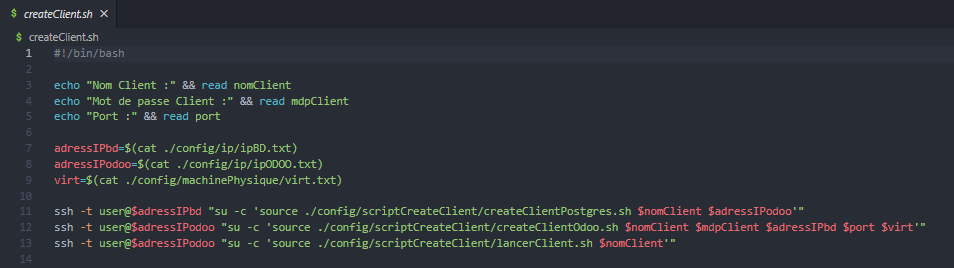 $ createClient.sh ×
$ createClient.sh
1 #!/bin/bash
2
3 echo "Nom Client :" && read nomClient
4 echo "Mot de passe Client :" && read mdpClient
5 echo "Port :" && read port
6
7 adressIPbd=$(cat ./config/ip/ipBD.txt)
8 adressIPodoo=$(cat ./config/ip/ipODOO.txt)
9 virt=$(cat ./config/machinePhysique/virt.txt)
10
11 ssh -t user@$adressIPbd "su -c 'source ./config/scriptCreateClient/createClientPostgres.sh $nomClient $adressIPodoo'"
12 ssh -t user@$adressIPodoo "su -c 'source ./config/scriptCreateClient/createClientOdoo.sh $nomClient $mdpClient $adressIPbd $port $virt'"
13 ssh -t user@$adressIPodoo "su -c 'source ./config/scriptCreateClient/lancerClient.sh $nomClient'"
14